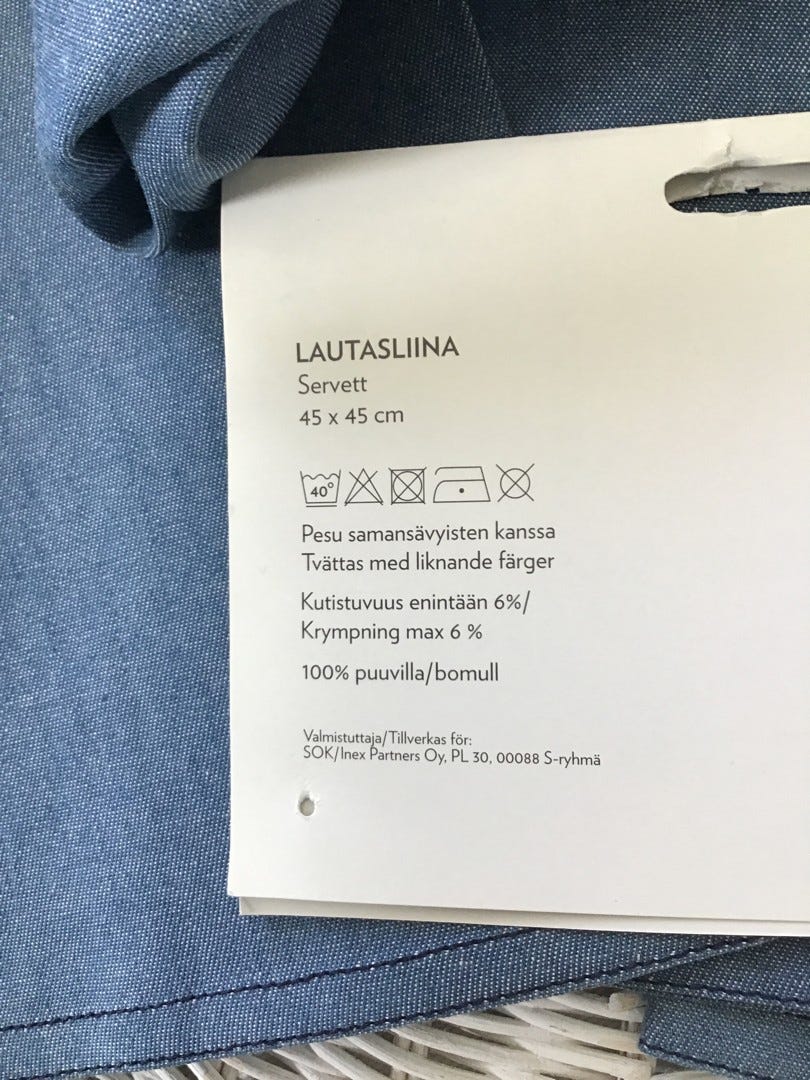 LAUTASLIINA
Servett
45 x 45 cm
40°
Pesu samansävyisten kanssa
Tvättas med liknande färger
Kutistuvuus enintään 6%/
Krympning max 6 %
100% puuvilla/bomull
Valmistuttaja/Tillverkas för:
SOK/Inex Partners Oy, PL 30, 00088 S-ryhmä